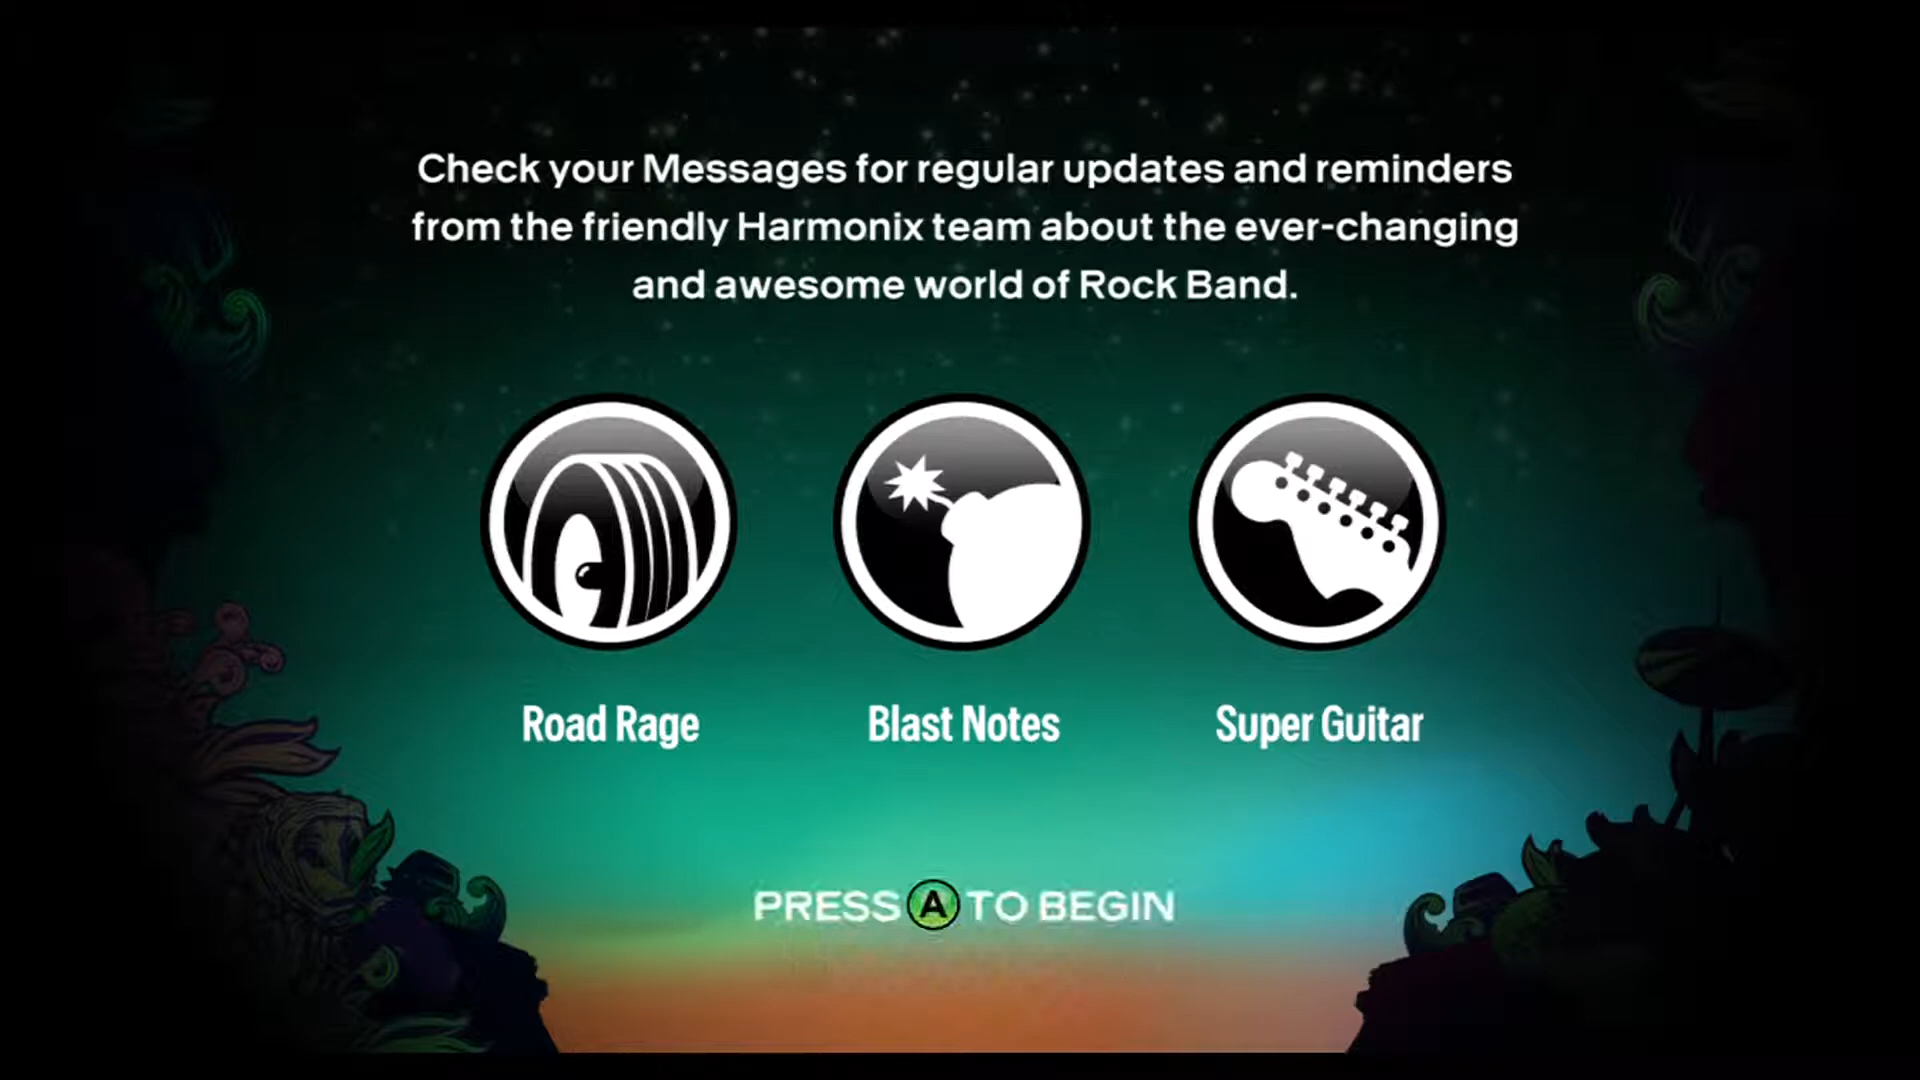 Check your Messages for regular updates and reminders
from the friendly Harmonix team about the ever-changing
and awesome world of Rock Band.
Road Rage
Blast Notes
Super Guitar
PRESS A TO BEGIN